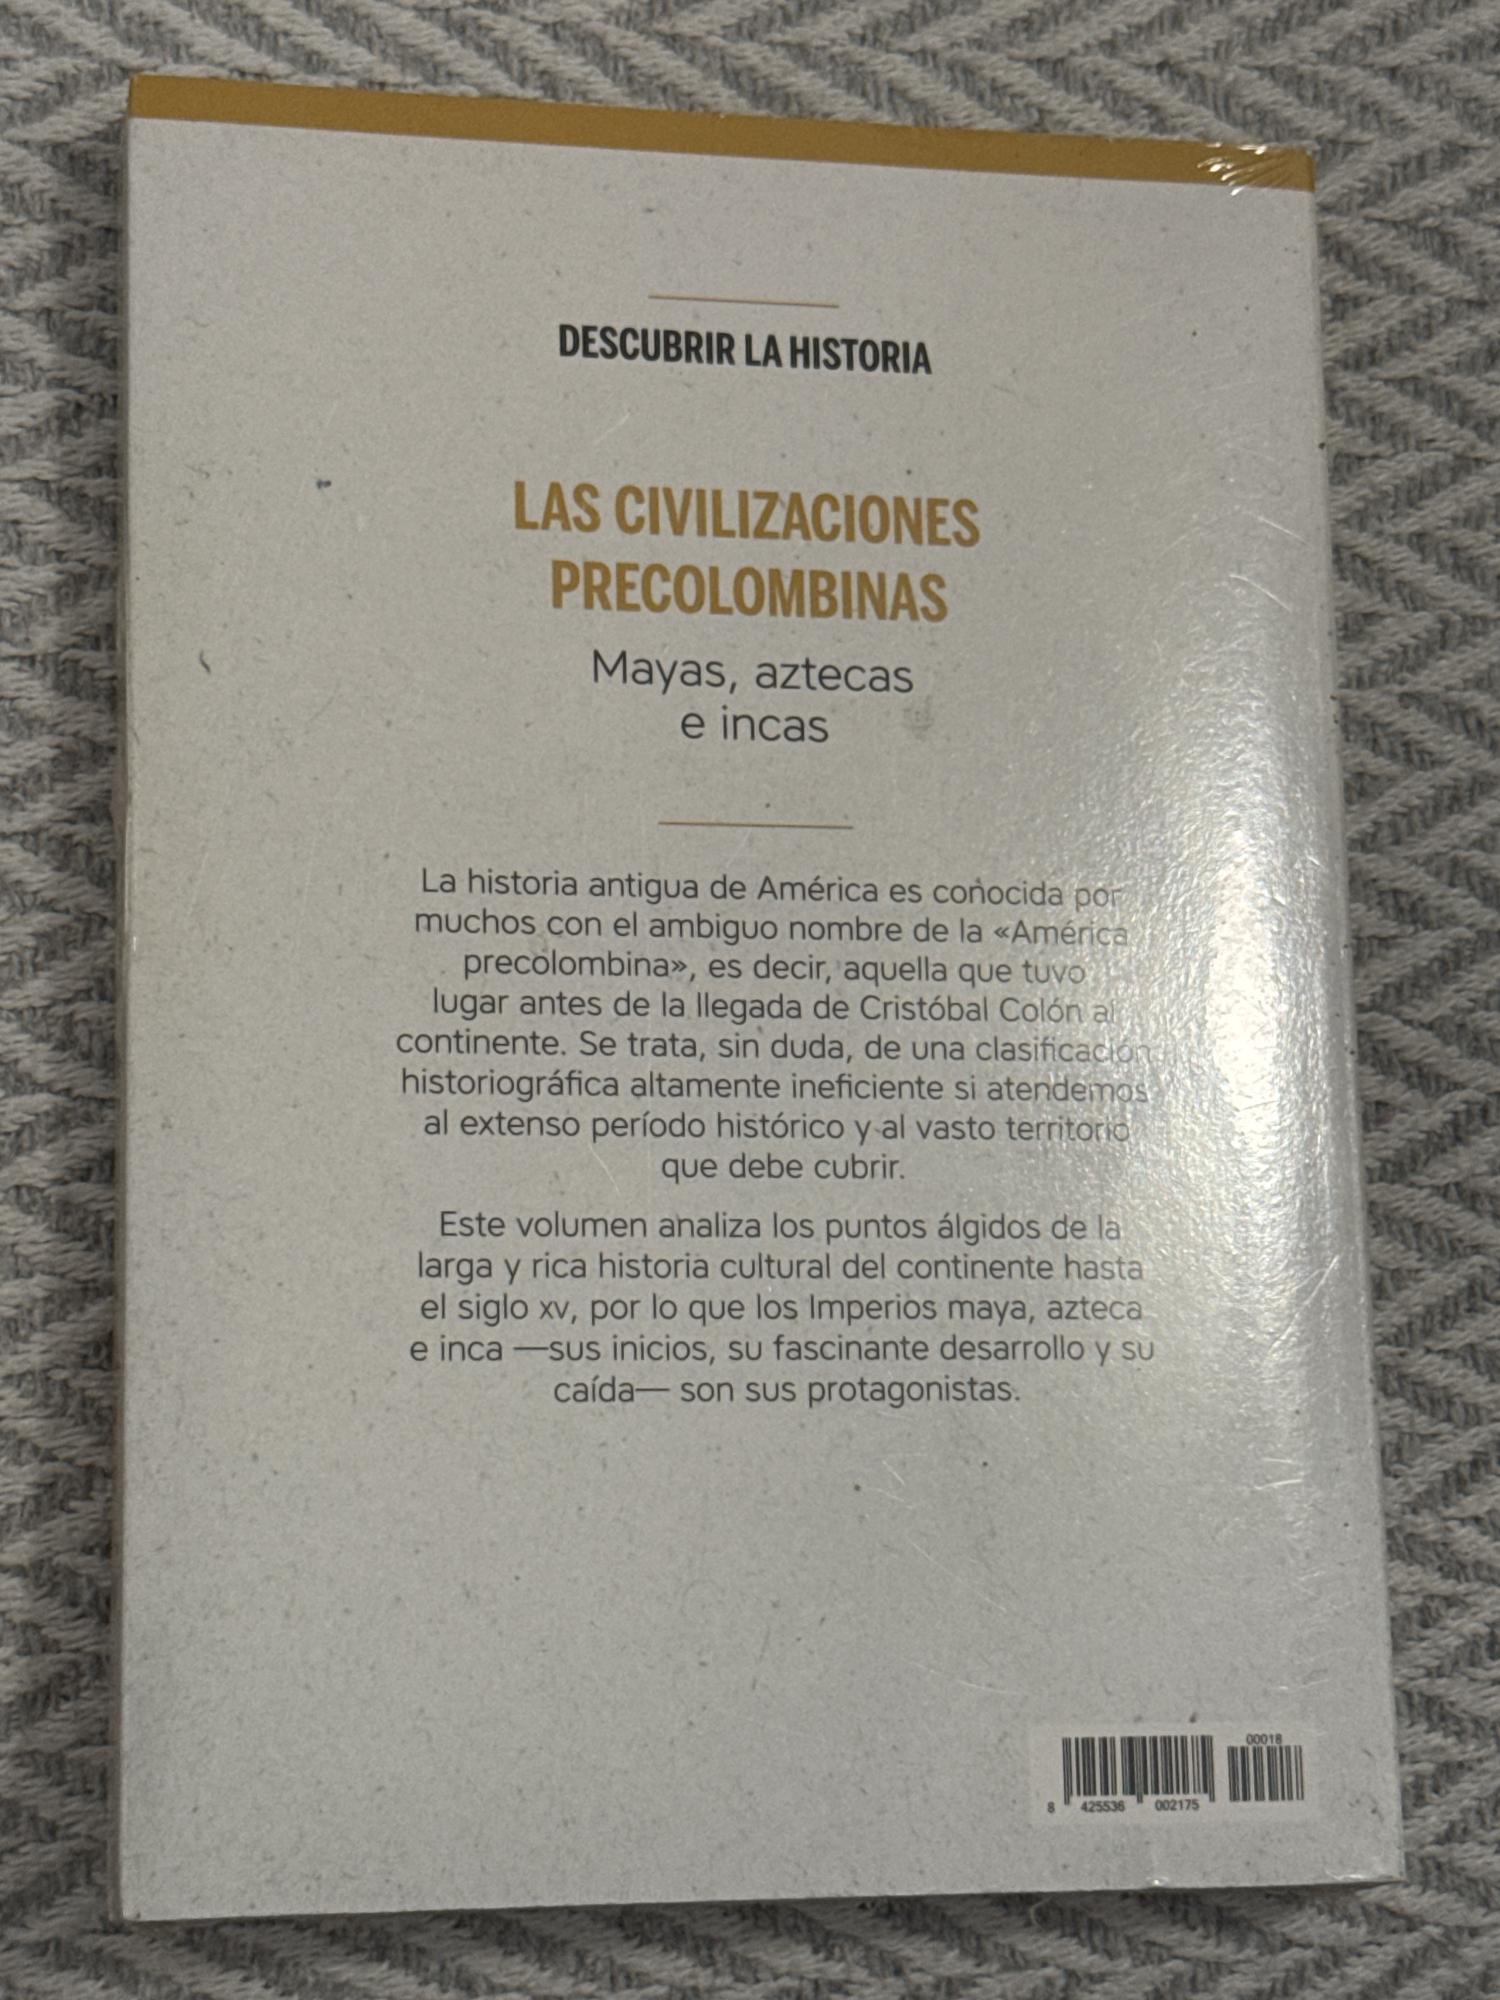 DESCUBRIR LA HISTORIA
LAS CIVILIZACIONES
PRECOLOMBINAS
Mayas, aztecas
e incas
La historia antigua de América es conocida por
muchos con el ambiguo nombre de la «América
precolombina», es decir, aquella que tuvo
lugar antes de la llegada de Cristóbal Colón al
continente. Se trata, sin duda, de una clasificación
historiográfica altamente ineficiente si atendemos
al extenso período histórico y al vasto territorio
que debe cubrir.
Este volumen analiza los puntos álgidos de la
larga y rica historia cultural del continente hasta
el siglo XV, por lo que los Imperios maya, azteca
e inca —sus inicios, su fascinante desarrollo y su
caída— son sus protagonistas.
00018
8 425536 002175